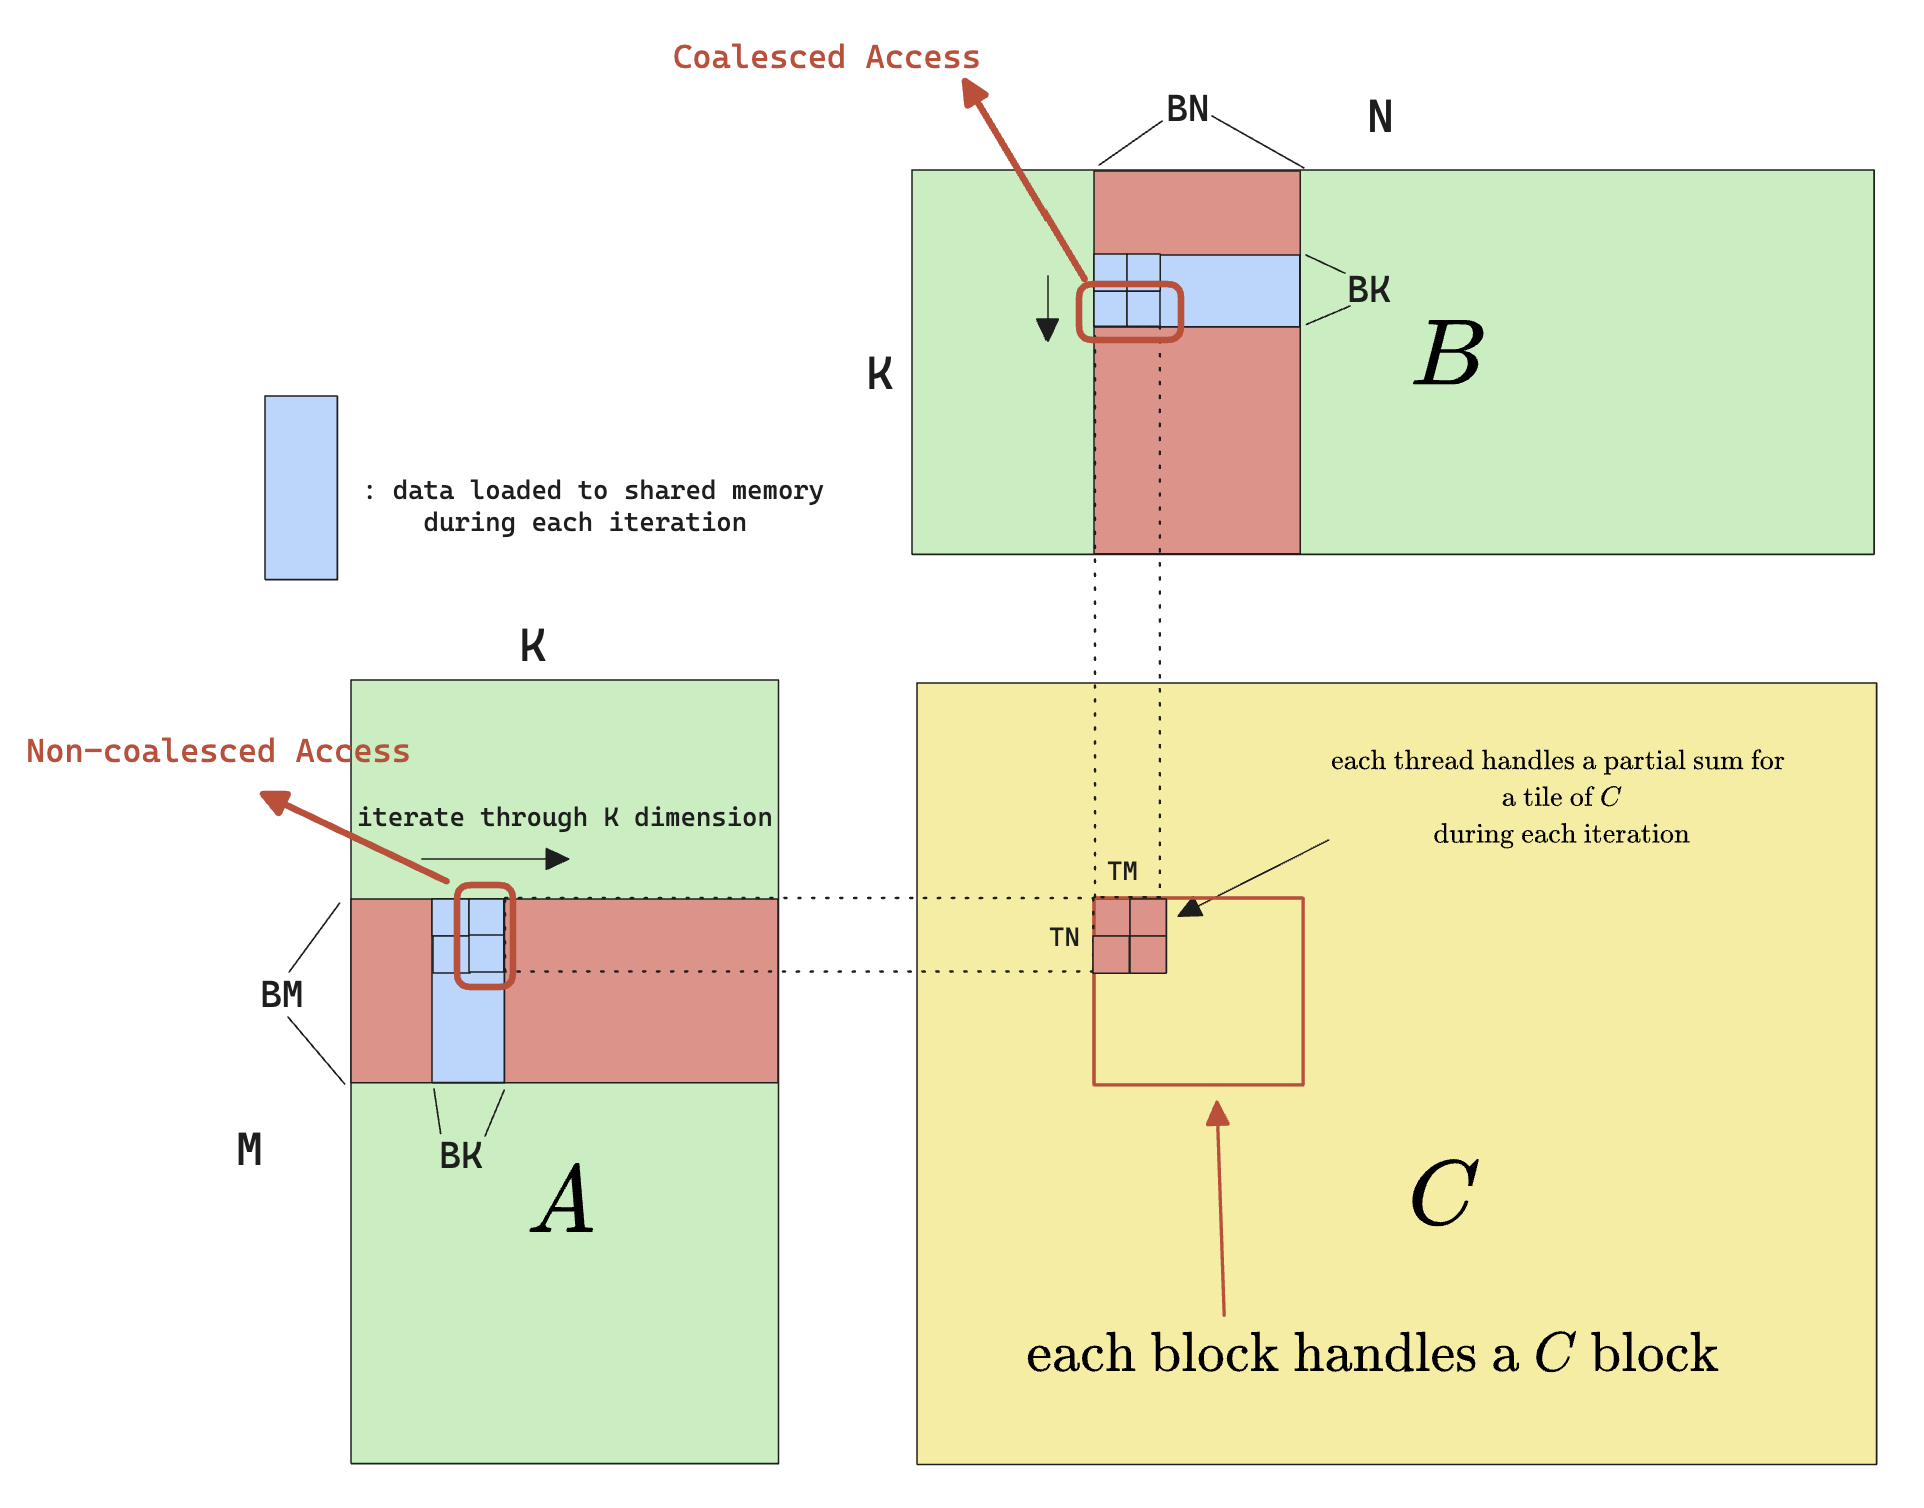 Coalesced Access
BN
N
BK
B
K
: data loaded to shared memory
during each iteration
K
Non-coalesced Access
iterate through K dimension
each thread handles a partial sum for
a tile of C
during each iteration
TM
TN
BM
M
BK
A
C
each block handles a C block